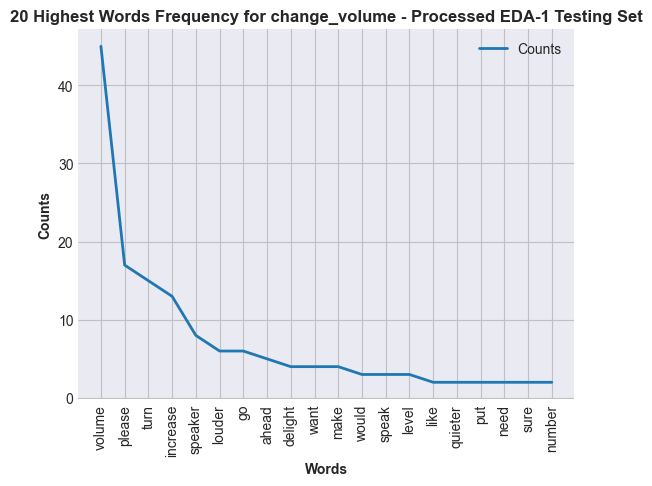 20 Highest Words Frequency for change_volume - Processed EDA-1 Testing Set
Counts
40
30
20
10
0
Counts
volume
please
turn
increase
speaker
louder
go
ahead
delight
want
make
would
speak
level
like
quieter
put
need
sure
number
Words